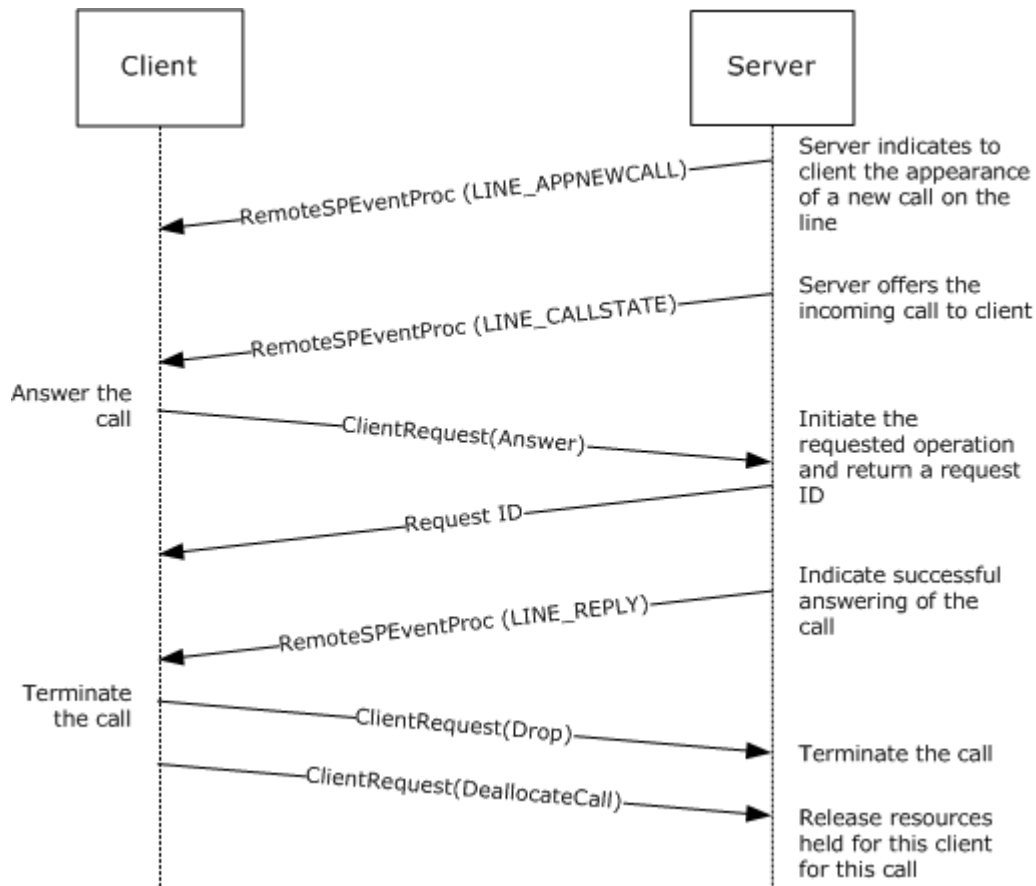 Client
Server
Server indicates to
client the appearance
of a new call on the
line
RemoteSPEventProc (LINE_APPNEWCALL)
Server offers the
incoming call to client
RemoteSPEventProc (LINE_CALLSTATE)
Answer the
call
ClientRequest(Answer)
Initiate the
requested operation
and return a request
ID
Request ID
Indicate successful
answering of the
call
RemoteSPEventProc (LINE_REPLY)
Terminate
the call
ClientRequest(Drop)
Terminate the call
ClientRequest(DeallocateCall)
Release resources
held for this client
for this call